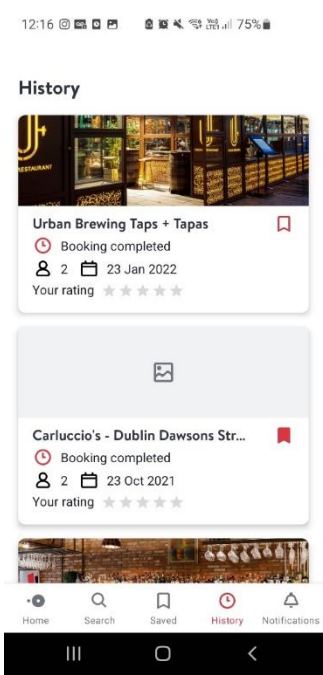 12:16 75%
History
RESTAURANT
Urban Brewing Taps + Tapas
Booking completed
2 23 Jan 2022
Your rating
Carluccio's - Dublin Dawsons Str...
Booking completed
2 23 Oct 2021
Your rating
Home Search Saved History Notifications